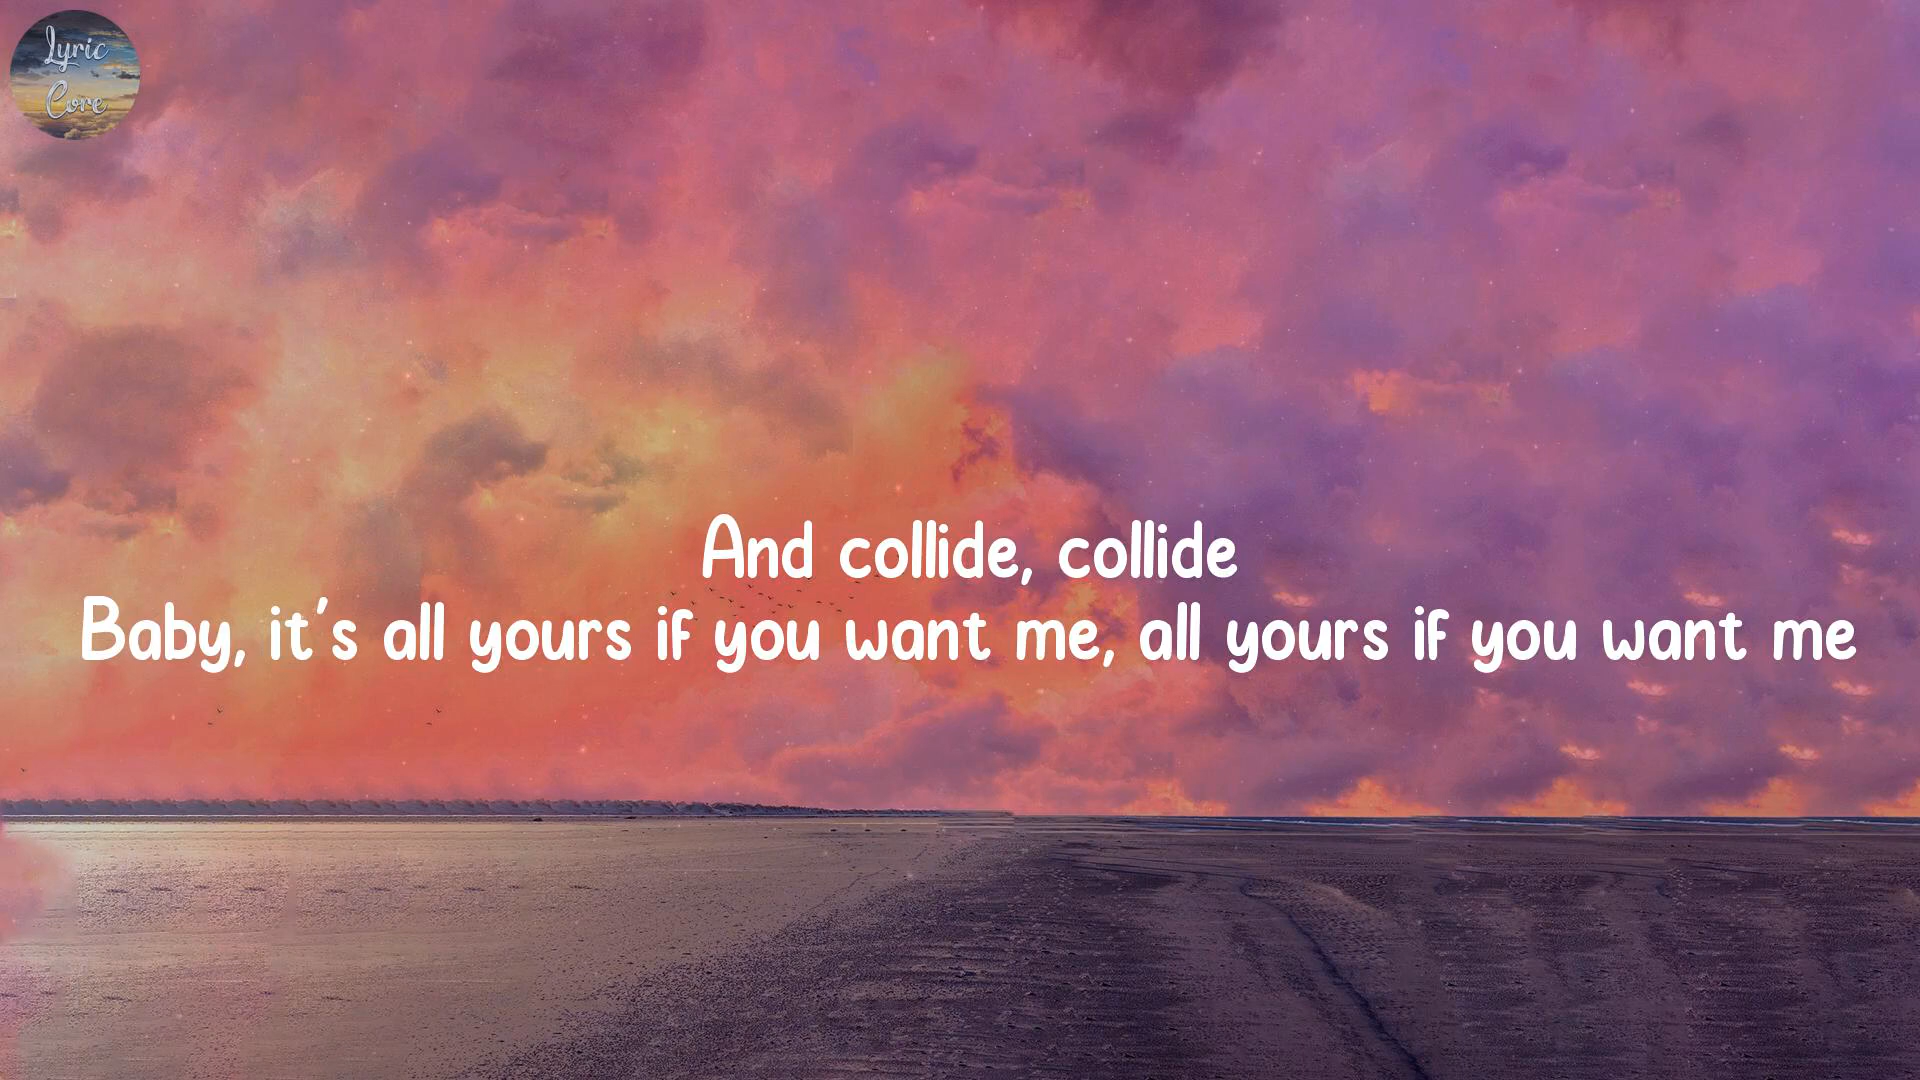 Lyric
Core
And collide, collide
Baby, it's all yours if you want me, all yours if you want me